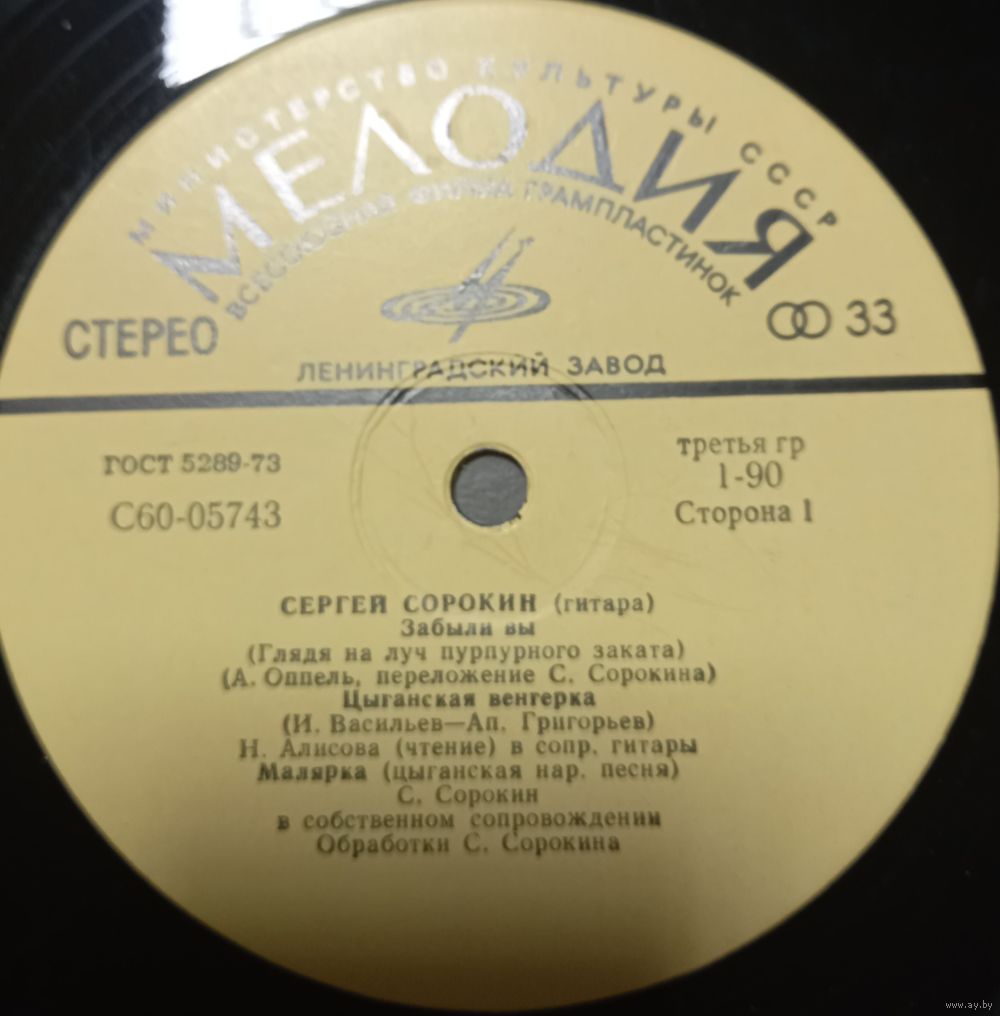 МИНИСТЕРСТВО КУЛЬТУРЫ СССР
МЕЛОДИЯ
ВСЕСОЮЗНАЯ ФИРМА ГРАМПЛАСТИНОК
СТЕРЕО
33
ЛЕНИНГРАДСКИЙ ЗАВОД
ГОСТ 5289-73
С60-05743
третья гр
1-90
Сторона 1
СЕРГЕЙ СОРОКИН (гитара)
Забыли вы
(Глядя на луч пурпурного заката)
(А. Оппель, переложение С. Сорокина)
Цыганская венгерка
(И. Васильев—Ап. Григорьев)
Н. Алисова (чтение) в сопр. гитары
Малярка (цыганская нар. песня)
С. Сорокин
в собственном сопровождении
Обработки С. Сорокина
www.ay.by